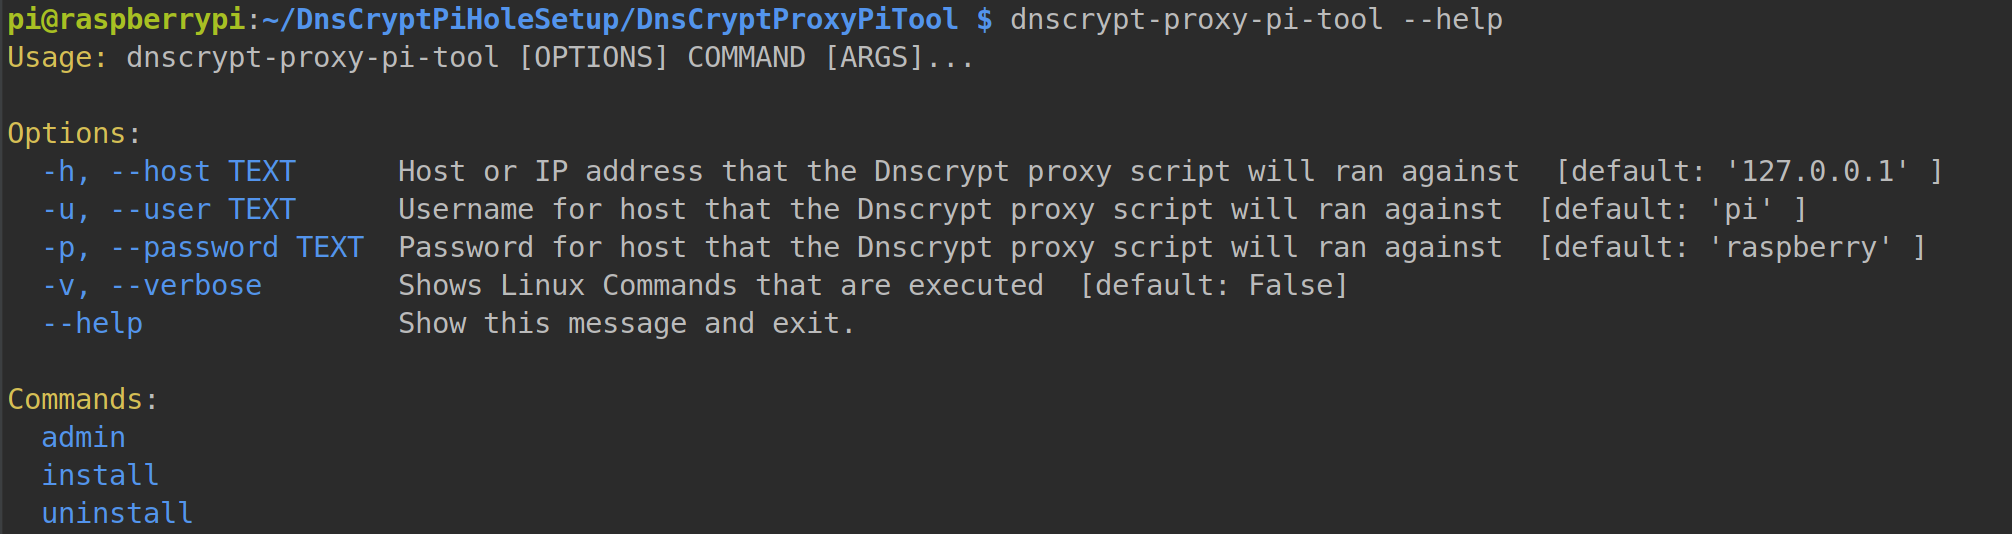 pi@raspberrypi:~/DnsCryptPiHoleSetup/DnsCryptProxyPiTool $ dnscrypt-proxy-pi-tool --help
Usage: dnscrypt-proxy-pi-tool [OPTIONS] COMMAND [ARGS]...
Options:
-h, --host TEXT Host or IP address that the Dnscrypt proxy script will ran against [default: '127.0.0.1' ]
-u, --user TEXT Username for host that the Dnscrypt proxy script will ran against [default: 'pi' ]
-p, --password TEXT Password for host that the Dnscrypt proxy script will ran against [default: 'raspberry' ]
-v, --verbose Shows Linux Commands that are executed [default: False]
--help Show this message and exit.
Commands:
admin
install
uninstall